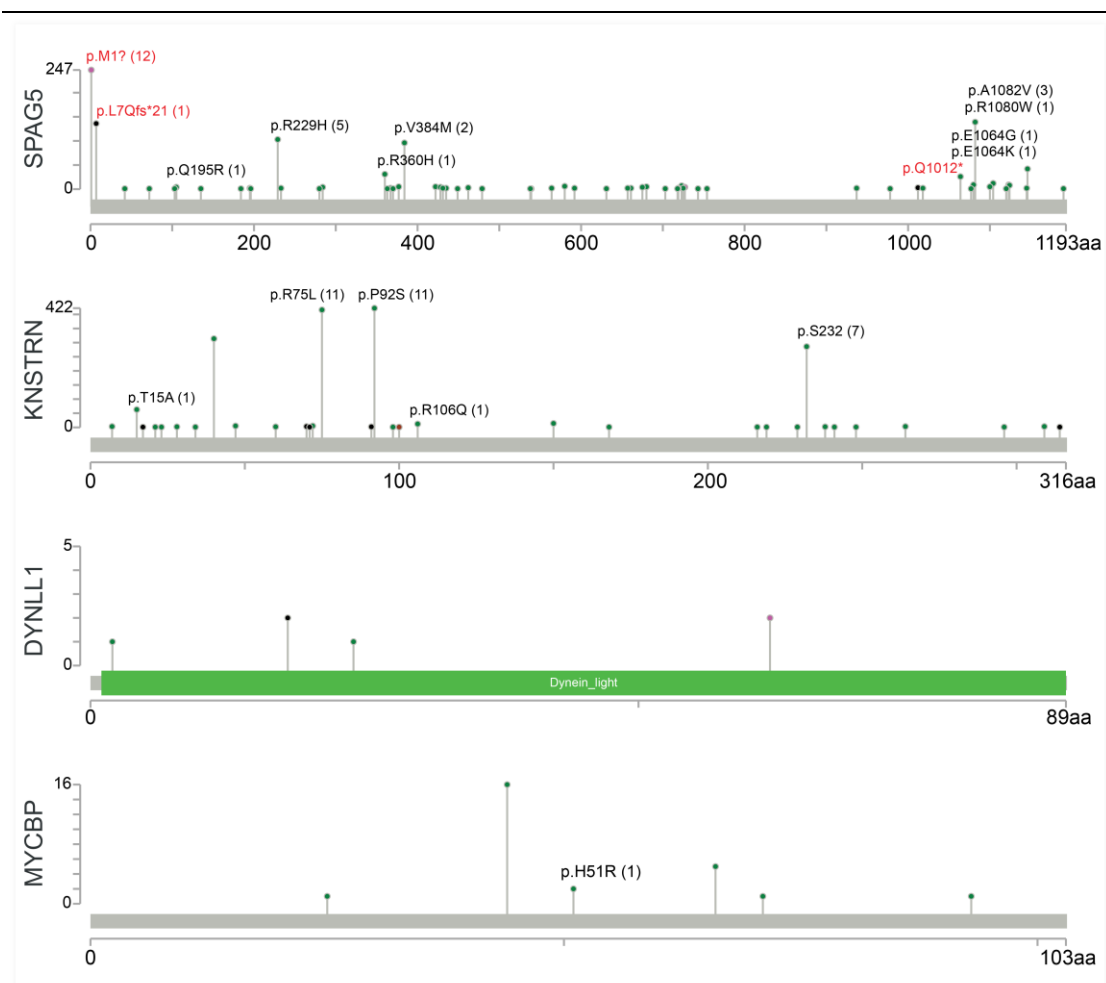 SPAG5
247
0
p.M1? (12)
p.L7Qfs*21 (1)
p.Q195R (1)
p.R229H (5)
p.V384M (2)
p.R360H (1)
p.A1082V (3)
p.R1080W (1)
p.E1064G (1)
p.E1064K (1)
p.Q1012*
0 200 400 600 800 1000 1193aa
KNSTRN
422
0
p.T15A (1)
p.R75L (11)
p.P92S (11)
p.R106Q (1)
p.S232 (7)
0 100 200 316aa
DYNLL1
5
0
Dynein_light
0 89aa
MYCBP
16
0
p.H51R (1)
0 103aa